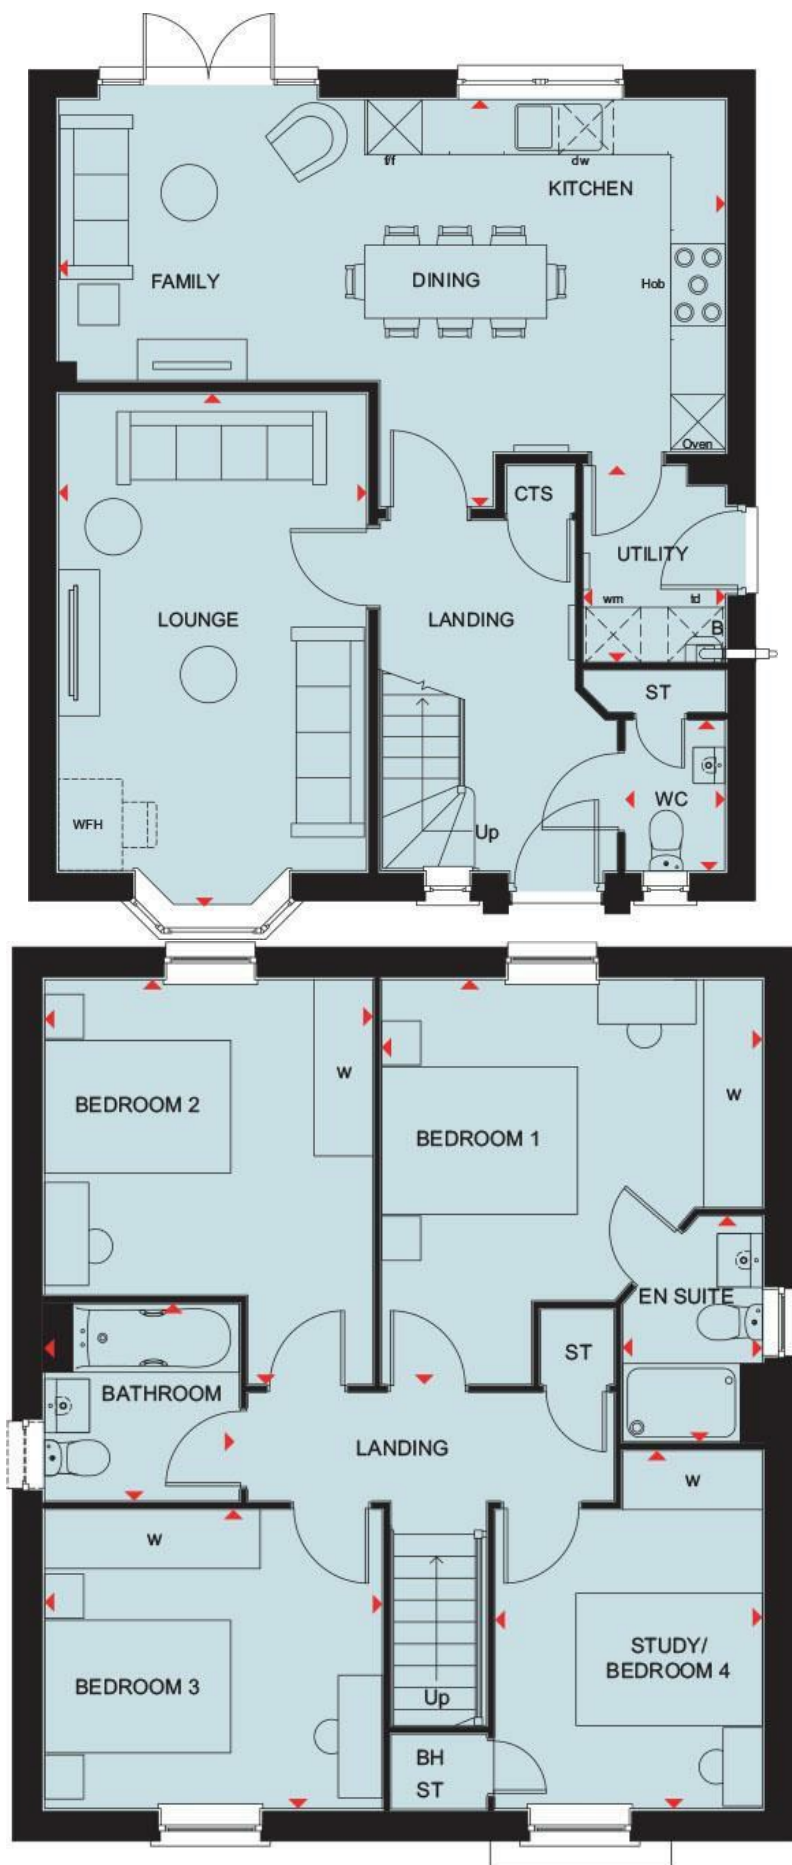 f/f
dw
KITCHEN
FAMILY
DINING
Hob
Oven
CTS
UTILITY
wm
td
LOUNGE
LANDING
B
ST
WC
WFH
Up
BEDROOM 2
W
BEDROOM 1
W
EN SUITE
ST
BATHROOM
LANDING
W
W
STUDY/
BEDROOM 4
BEDROOM 3
Up
BH
ST